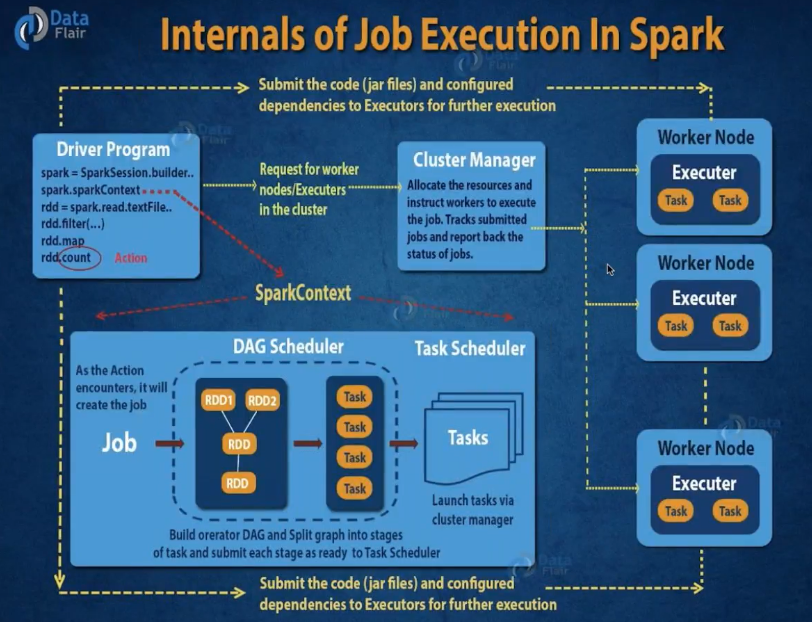 Data
Flair
Internals of Job Execution In Spark
Submit the code (jar files) and configured
dependencies to Executors for further execution
Driver Program
spark = SparkSession.builder..
spark.sparkContext
rdd = spark.read.textFile..
rdd.filter(...)
rdd.map
rdd.count
Action
Request for worker
nodes/Executers
in the cluster
Cluster Manager
Allocate the resources and
instruct workers to execute
the job. Tracks submitted
jobs and report back the
status of jobs.
Worker Node
Executer
Task Task
Worker Node
Executer
Task Task
Worker Node
Executer
Task Task
SparkContext
DAG Scheduler
Task Scheduler
As the Action
encounters, it will
create the job
Job
RDD1 RDD2
RDD
RDD
Task
Task
Task
Task
Tasks
Launch tasks via
cluster manager
Build orerator DAG and Split graph into stages
of task and submit each stage as ready to Task Scheduler
Submit the code (jar files) and configured
dependencies to Executors for further execution
Data
Flair
Data
Flair